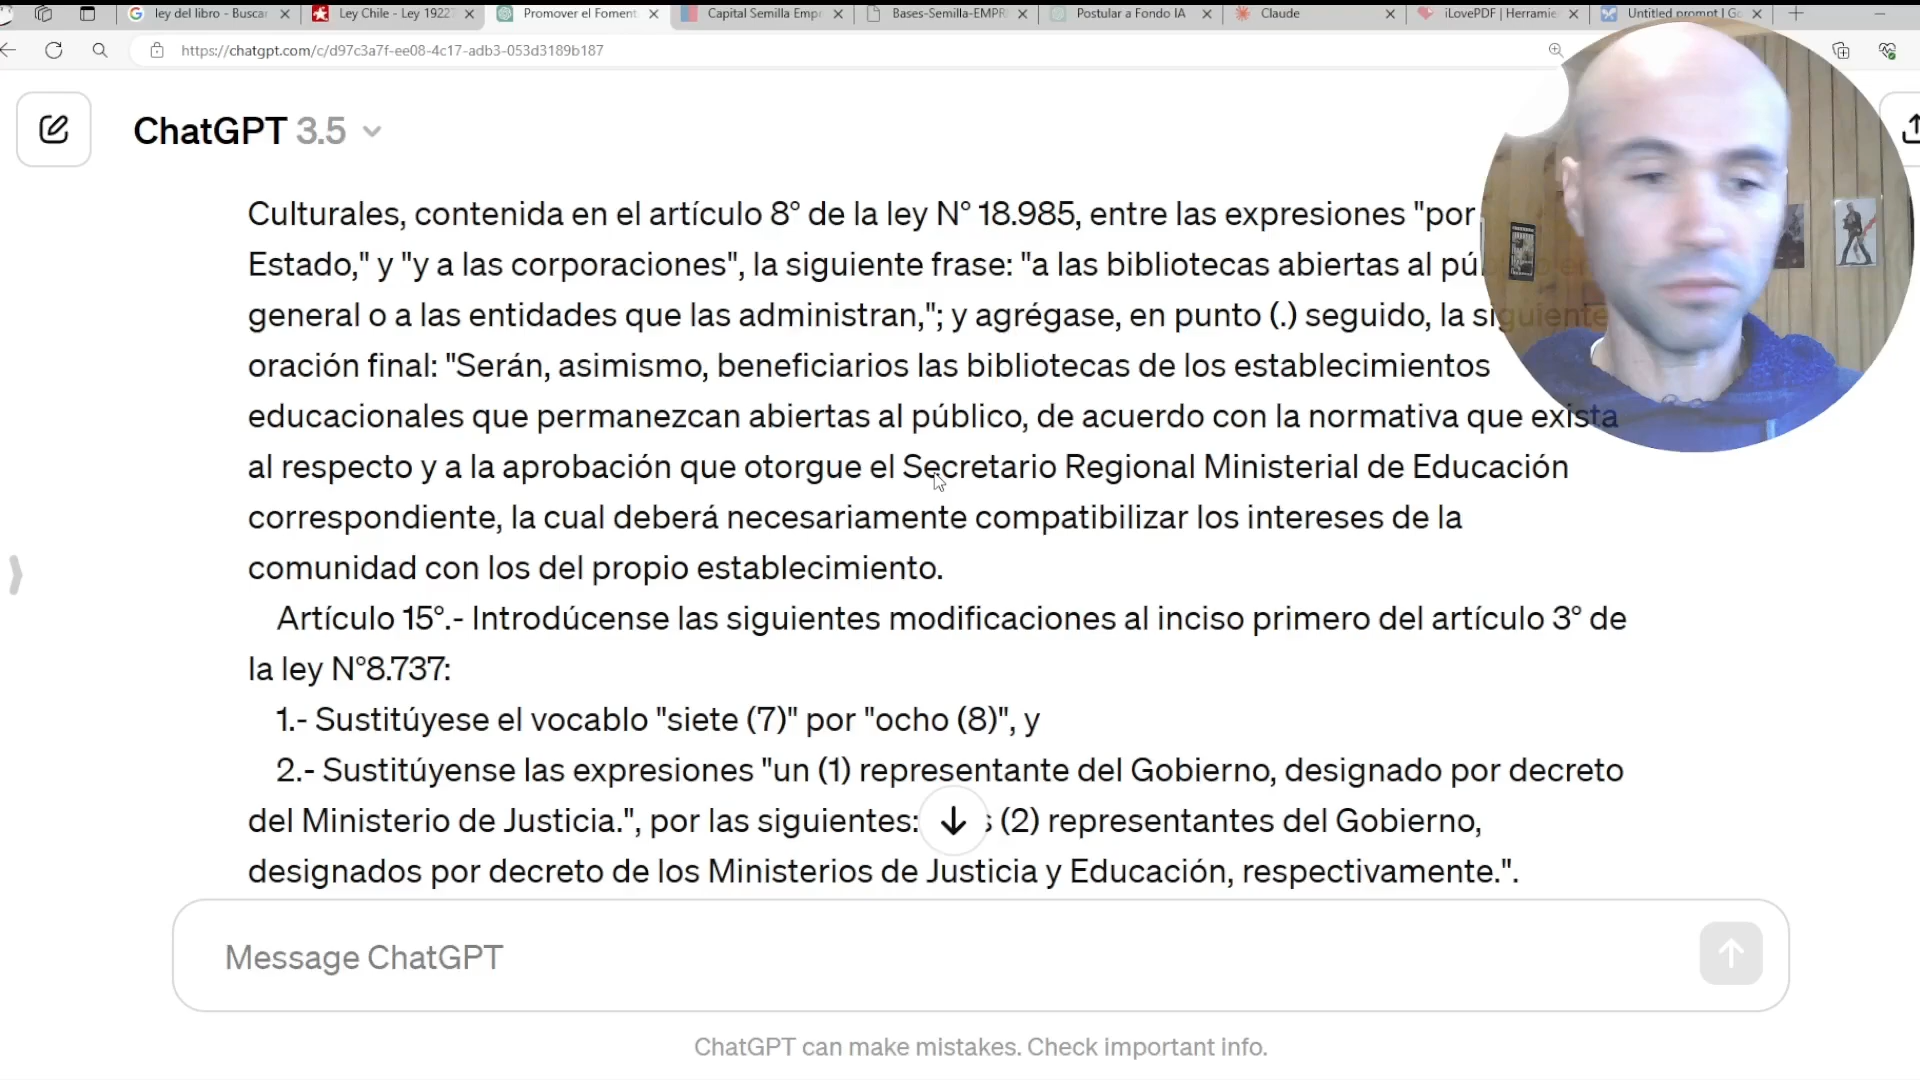 ley del libro - Buscar
Ley Chile - Ley 19227
Promover el Foment
Capital Semilla Empr
Bases-Semilla-EMPR
Postular a Fondo IA
Claude
iLovePDF | Herramie
Untitled prompt | Go
https://chatgpt.com/c/d97c3a7f-ee08-4c17-adb3-053d3189b187
ChatGPT 3.5
Culturales, contenida en el artículo 8° de la ley N° 18.985, entre las expresiones "por
Estado," y "y a las corporaciones", la siguiente frase: "a las bibliotecas abiertas al público en
general o a las entidades que las administran,"; y agrégase, en punto (.) seguido, la siguiente
oración final: "Serán, asimismo, beneficiarios las bibliotecas de los establecimientos
educacionales que permanezcan abiertas al público, de acuerdo con la normativa que exista
al respecto y a la aprobación que otorgue el Secretario Regional Ministerial de Educación
correspondiente, la cual deberá necesariamente compatibilizar los intereses de la
comunidad con los del propio establecimiento.
Artículo 15°.- Introdúcense las siguientes modificaciones al inciso primero del artículo 3° de
la ley N°8.737:
1.- Sustitúyese el vocablo "siete (7)" por "ocho (8)", y
2.- Sustitúyense las expresiones "un (1) representante del Gobierno, designado por decreto
del Ministerio de Justicia.", por las siguientes: s (2) representantes del Gobierno,
designados por decreto de los Ministerios de Justicia y Educación, respectivamente.".
Message ChatGPT
ChatGPT can make mistakes. Check important info.